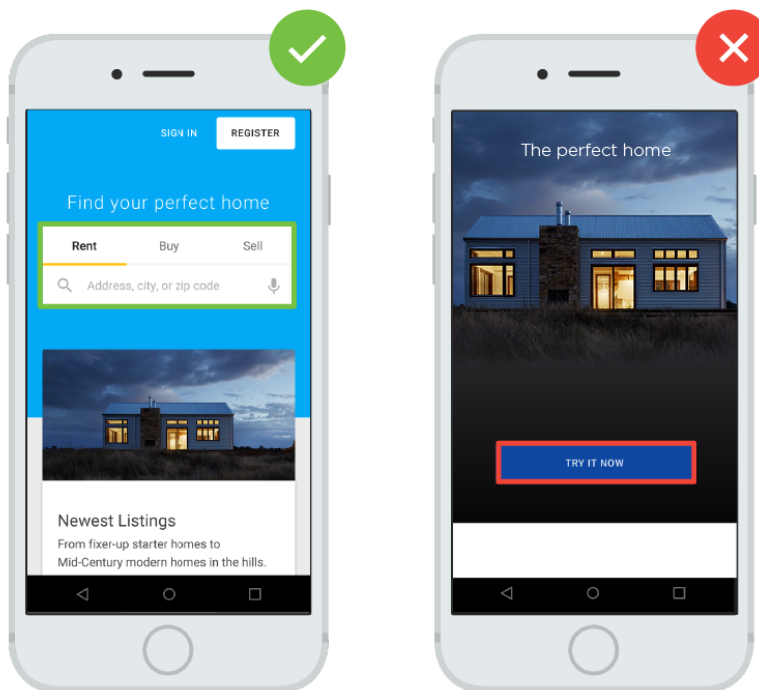 SIGN IN
REGISTER
Find your perfect home
Rent
Buy
Sell
Address, city, or zip code
Newest Listings
From fixer-up starter homes to
Mid-Century modern homes in the hills.
The perfect home
TRY IT NOW